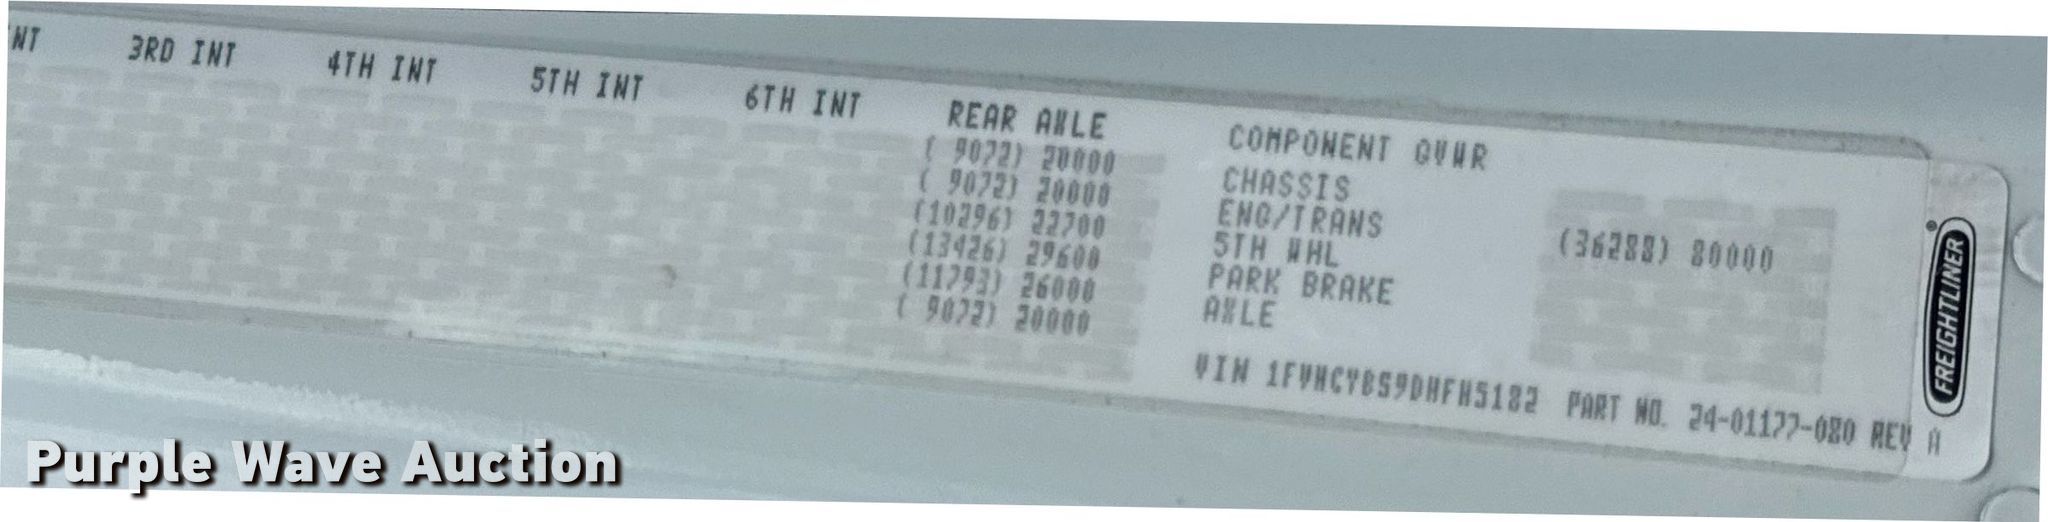 NT 3RD INT 4TH INT 5TH INT 6TH INT REAR AXLE
( 9072) 20000
( 9072) 20000
(10296) 22700
(13426) 29600
(11793) 26000
( 9072) 20000
COMPONENT GVWR
CHASSIS
ENG/TRANS (36288) 80000
5TH WHL
PARK BRAKE
AXLE
VIN 1FVHCYBS9DHFH5182 PART NO. 24-01177-080 REV A
FREIGHTLINER
Purple Wave Auction